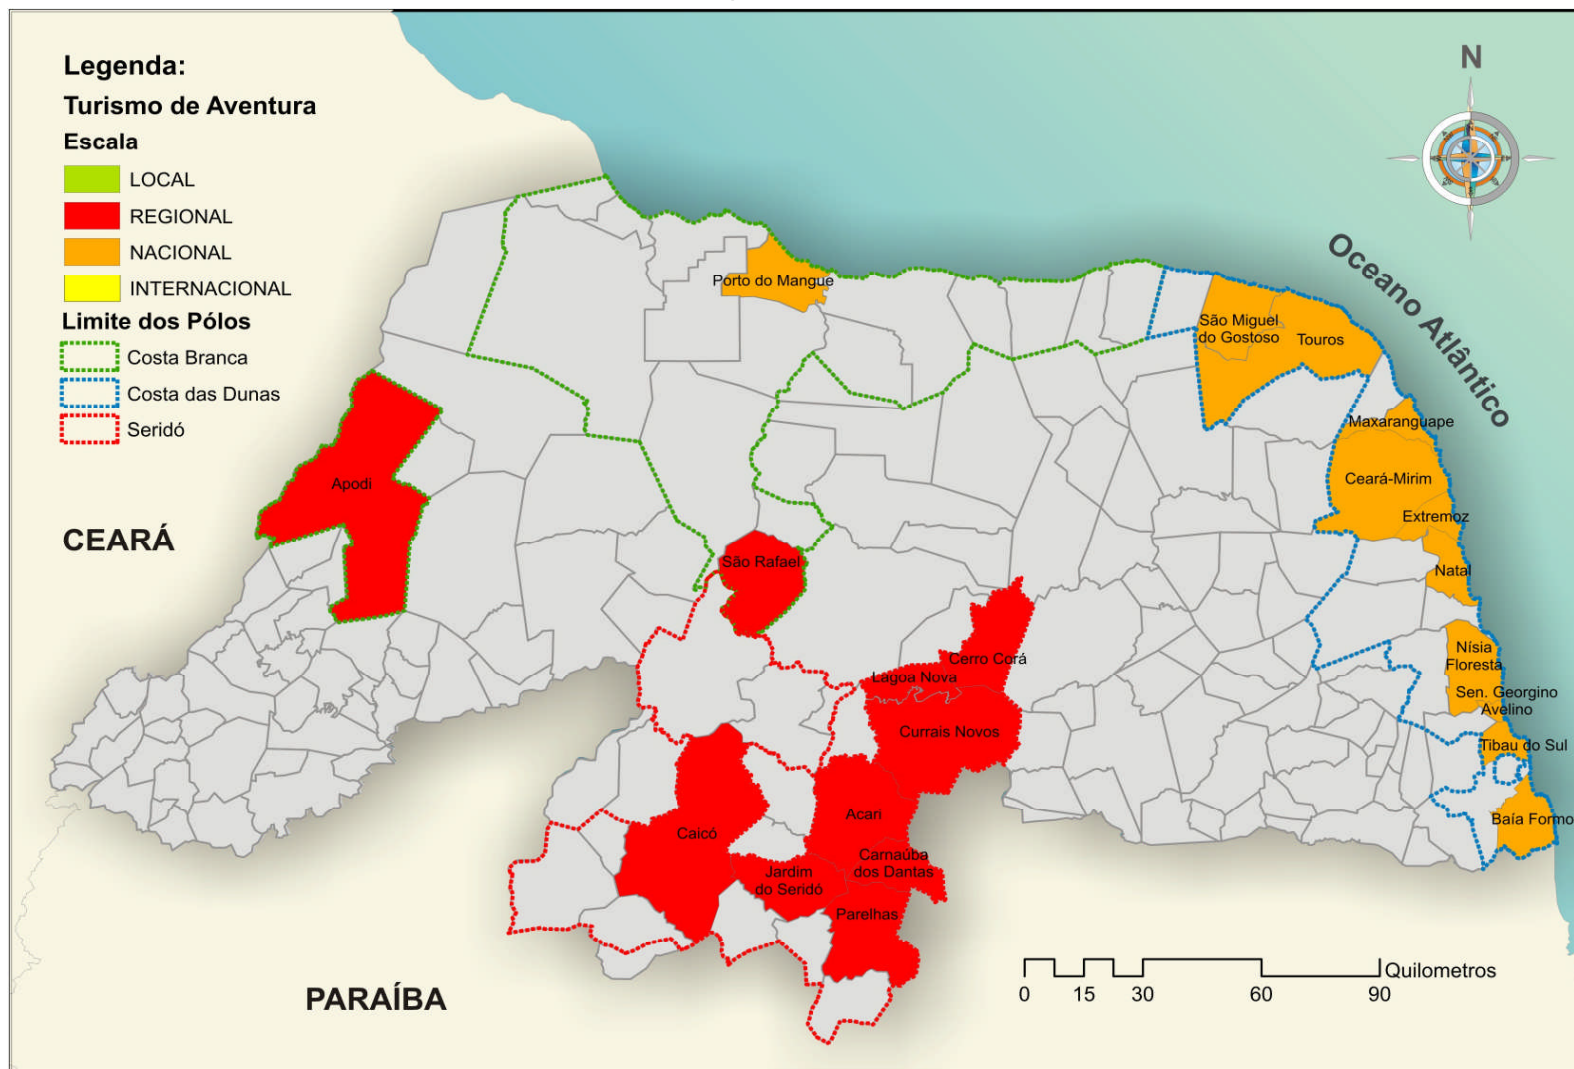 Legenda:
Turismo de Aventura
Escala
LOCAL
REGIONAL
NACIONAL
INTERNACIONAL
Limite dos Pólos
Costa Branca
Costa das Dunas
Seridó
N
Oceano Atlântico
Porto do Mangue
São Miguel
do Gostoso
Touros
Maxaranguape
Ceará-Mirim
Extremoz
Natal
Apodi
CEARÁ
São Rafael
Cerro Corá
Lagoa Nova
Currais Novos
Nísia
Floresta
Sen. Georgino
Avelino
Tibau do Sul
Baía Formo
Acari
Caicó
Carnaúba
dos Dantas
Jardim
do Seridó
Parelhas
PARAÍBA
Quilometros
0 15 30 60 90